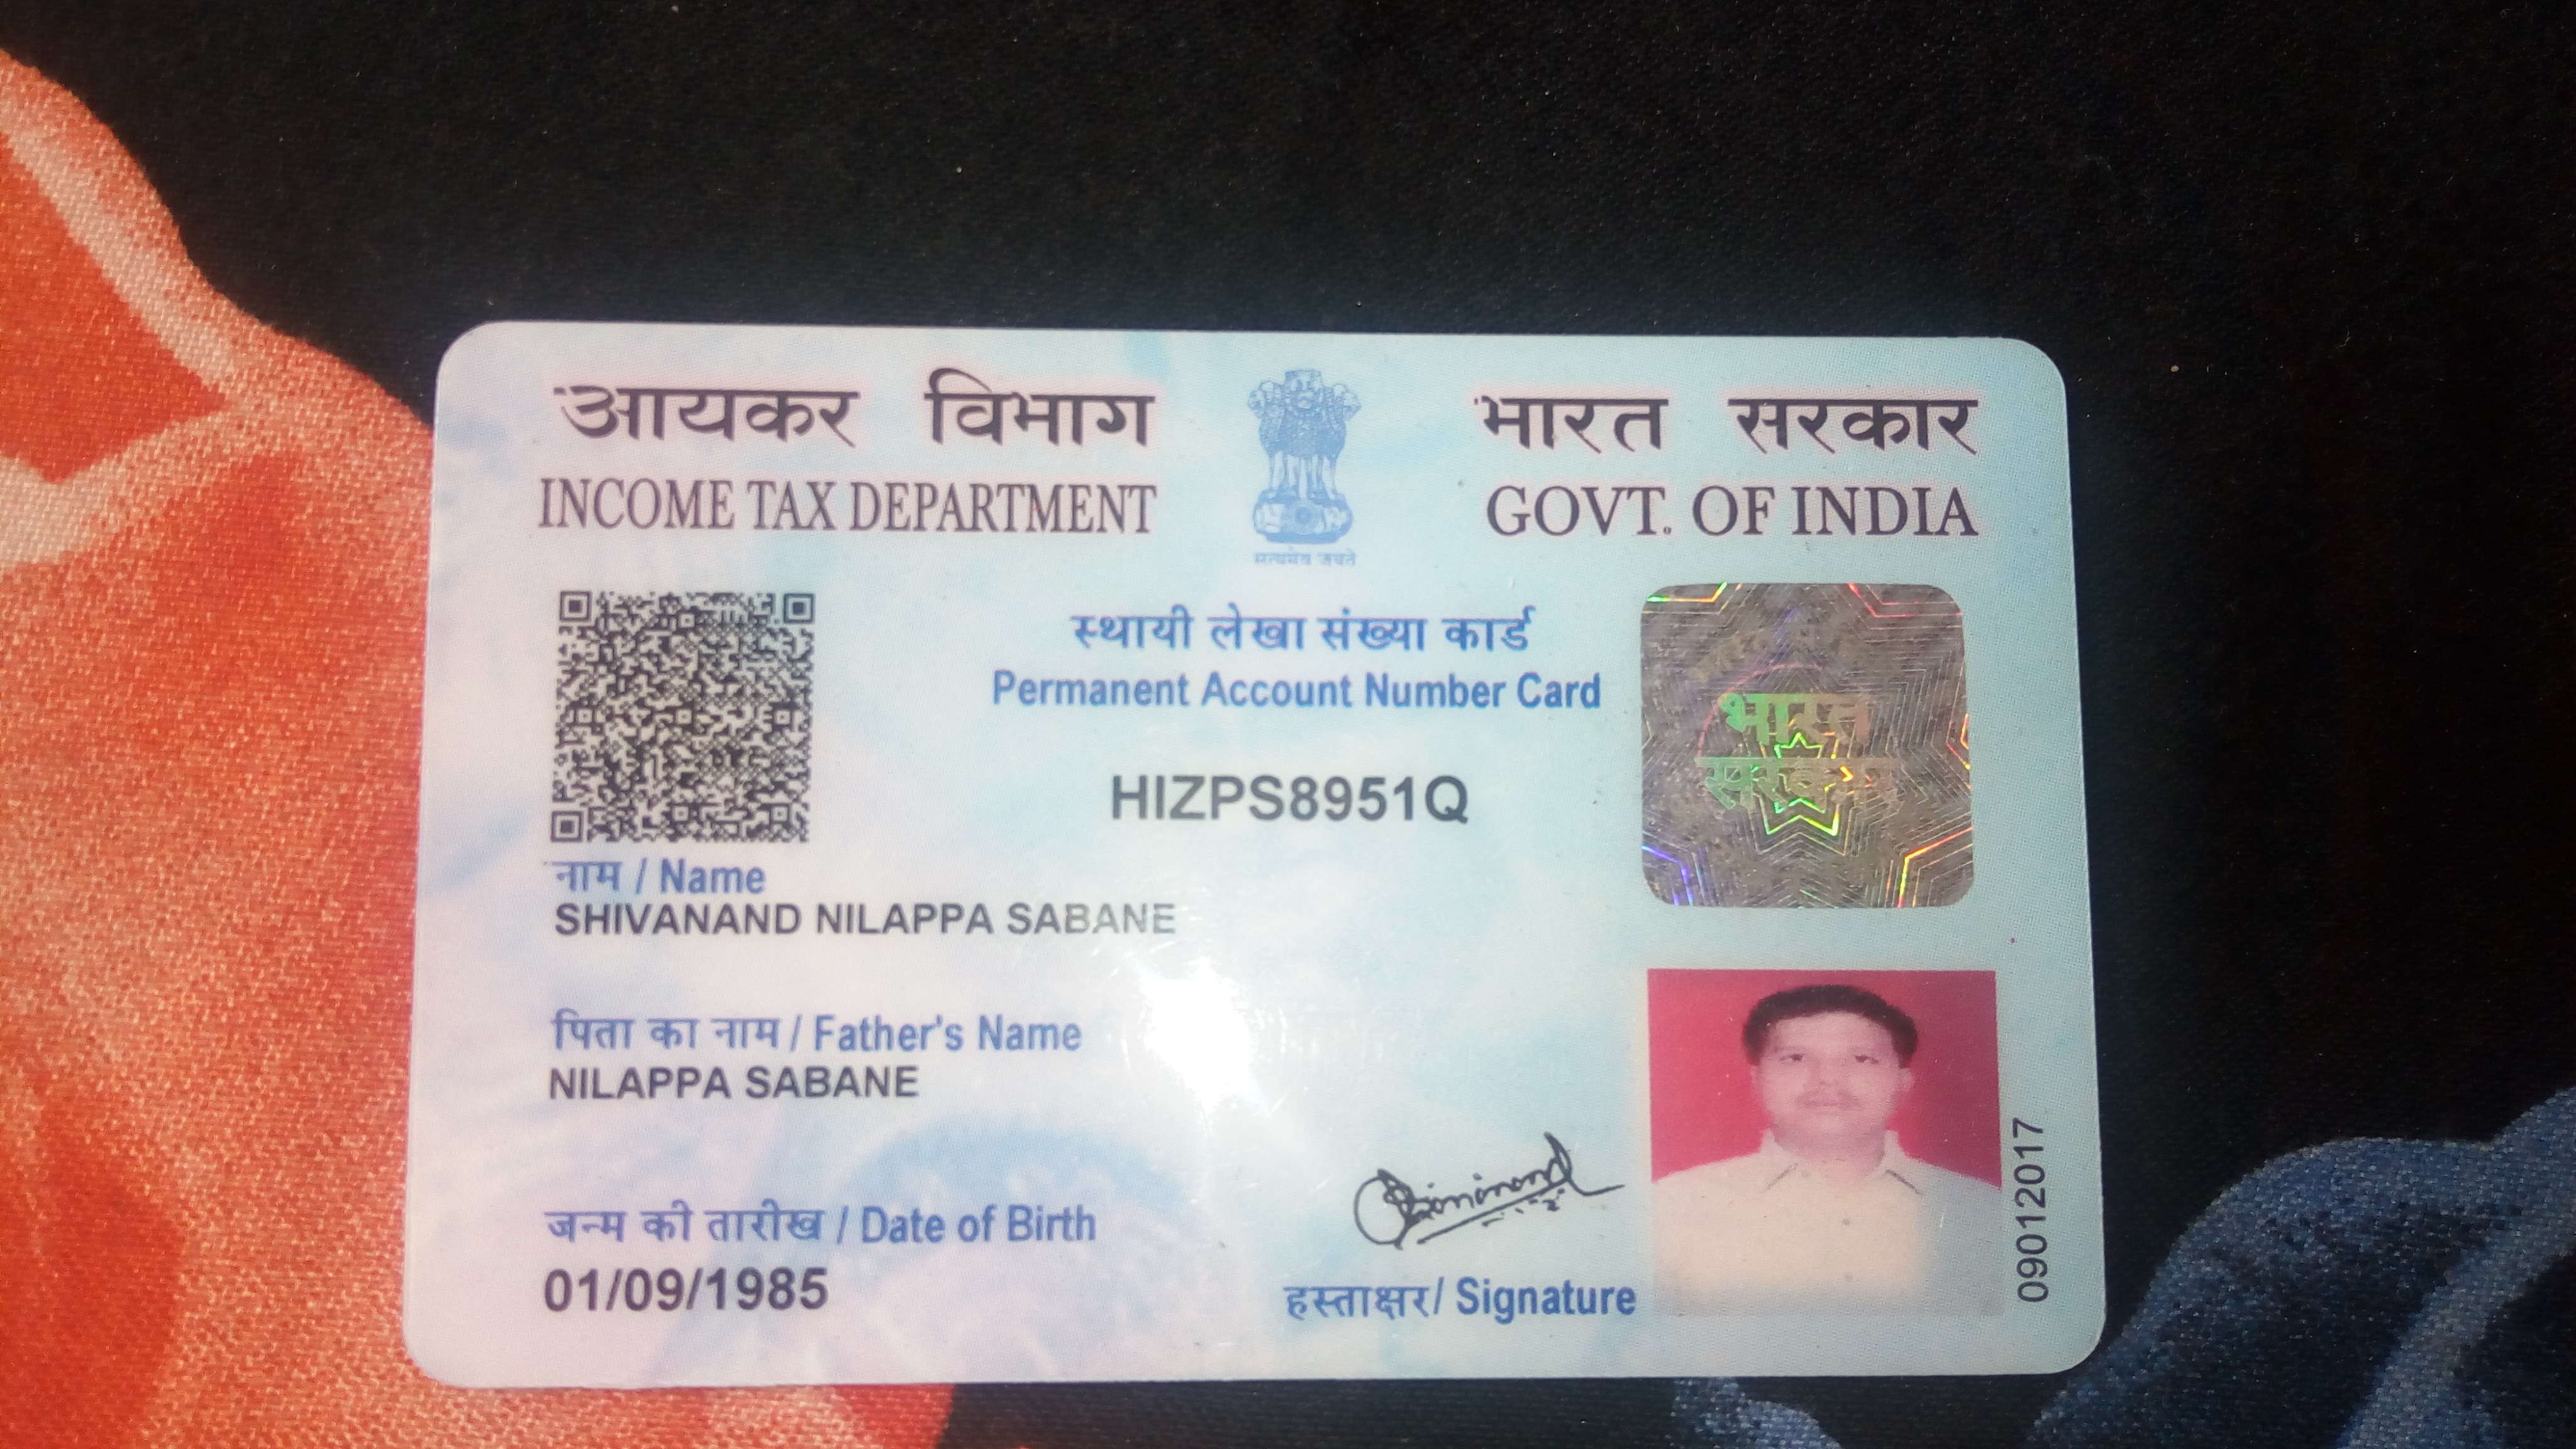 आयकर विभाग
INCOME TAX DEPARTMENT
सत्यमेव जयते
भारत सरकार
GOVT. OF INDIA
स्थायी लेखा संख्या कार्ड
Permanent Account Number Card
HIZPS8951Q
भारत
सरकार
नाम / Name
SHIVANAND NILAPPA SABANE
पिता का नाम / Father's Name
NILAPPA SABANE
जन्म की तारीख / Date of Birth
01/09/1985
हस्ताक्षर/ Signature
09012017